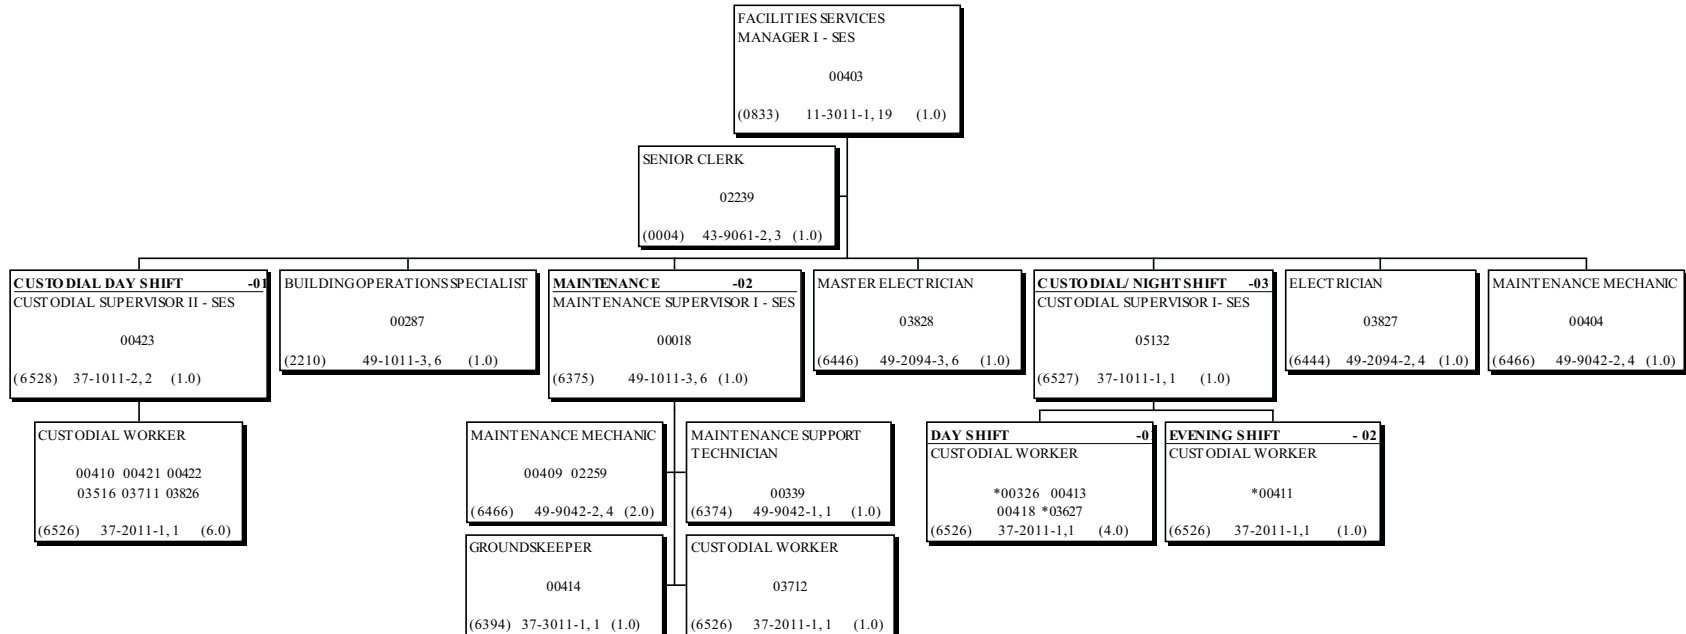 FACILITIES SERVICES
MANAGER I - SES
00403
(0833) 11-3011-1, 19 (1.0)
SENIOR CLERK
02239
(0004) 43-9061-2, 3 (1.0)
CUSTODIAL DAY SHIFT -01
CUSTODIAL SUPERVISOR II - SES
00423
(6528) 37-1011-2, 2 (1.0)
BUILDING OPERATIONS SPECIALIST
00287
(2210) 49-1011-3, 6 (1.0)
MAINTENANCE -02
MAINTENANCE SUPERVISOR I - SES
00018
(6375) 49-1011-3, 6 (1.0)
MASTER ELECTRICIAN
03828
(6446) 49-2094-3, 6 (1.0)
CUSTODIAL/ NIGHT SHIFT -03
CUSTODIAL SUPERVISOR I- SES
05132
(6527) 37-1011-1, 1 (1.0)
ELECTRICIAN
03827
(6444) 49-2094-2, 4 (1.0)
MAINTENANCE MECHANIC
00404
(6466) 49-9042-2, 4 (1.0)
CUSTODIAL WORKER
00410 00421 00422
03516 03711 03826
(6526) 37-2011-1, 1 (6.0)
MAINTENANCE MECHANIC
00409 02259
(6466) 49-9042-2, 4 (2.0)
MAINTENANCE SUPPORT
TECHNICIAN
00339
(6374) 49-9042-1, 1 (1.0)
DAY SHIFT -01
CUSTODIAL WORKER
*00326 00413
00418 *03627
(6526) 37-2011-1,1 (4.0)
EVENING SHIFT - 02
CUSTODIAL WORKER
*00411
(6526) 37-2011-1,1 (1.0)
GROUNDSKEEPER
00414
(6394) 37-3011-1, 1 (1.0)
CUSTODIAL WORKER
03712
(6526) 37-2011-1, 1 (1.0)